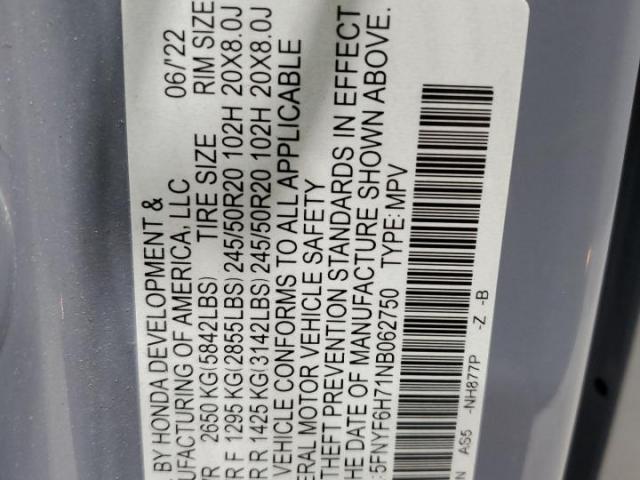 BY HONDA DEVELOPMENT &
UFACTURING OF AMERICA, LLC 06/'22
WR 2650 KG(5842LBS) TIRE SIZE RIM SIZE
R F 1295 KG(2855LBS) 245/50R20 102H 20X8.0J
R R 1425 KG(3142LBS) 245/50R20 102H 20X8.0J
VEHICLE CONFORMS TO ALL APPLICABLE
ERAL MOTOR VEHICLE SAFETY
THEFT PREVENTION STANDARDS IN EFFECT
HE DATE OF MANUFACTURE SHOWN ABOVE.
:5FNYF6H71NB062750 TYPE: MPV
N AS5 -NH877P -Z -B